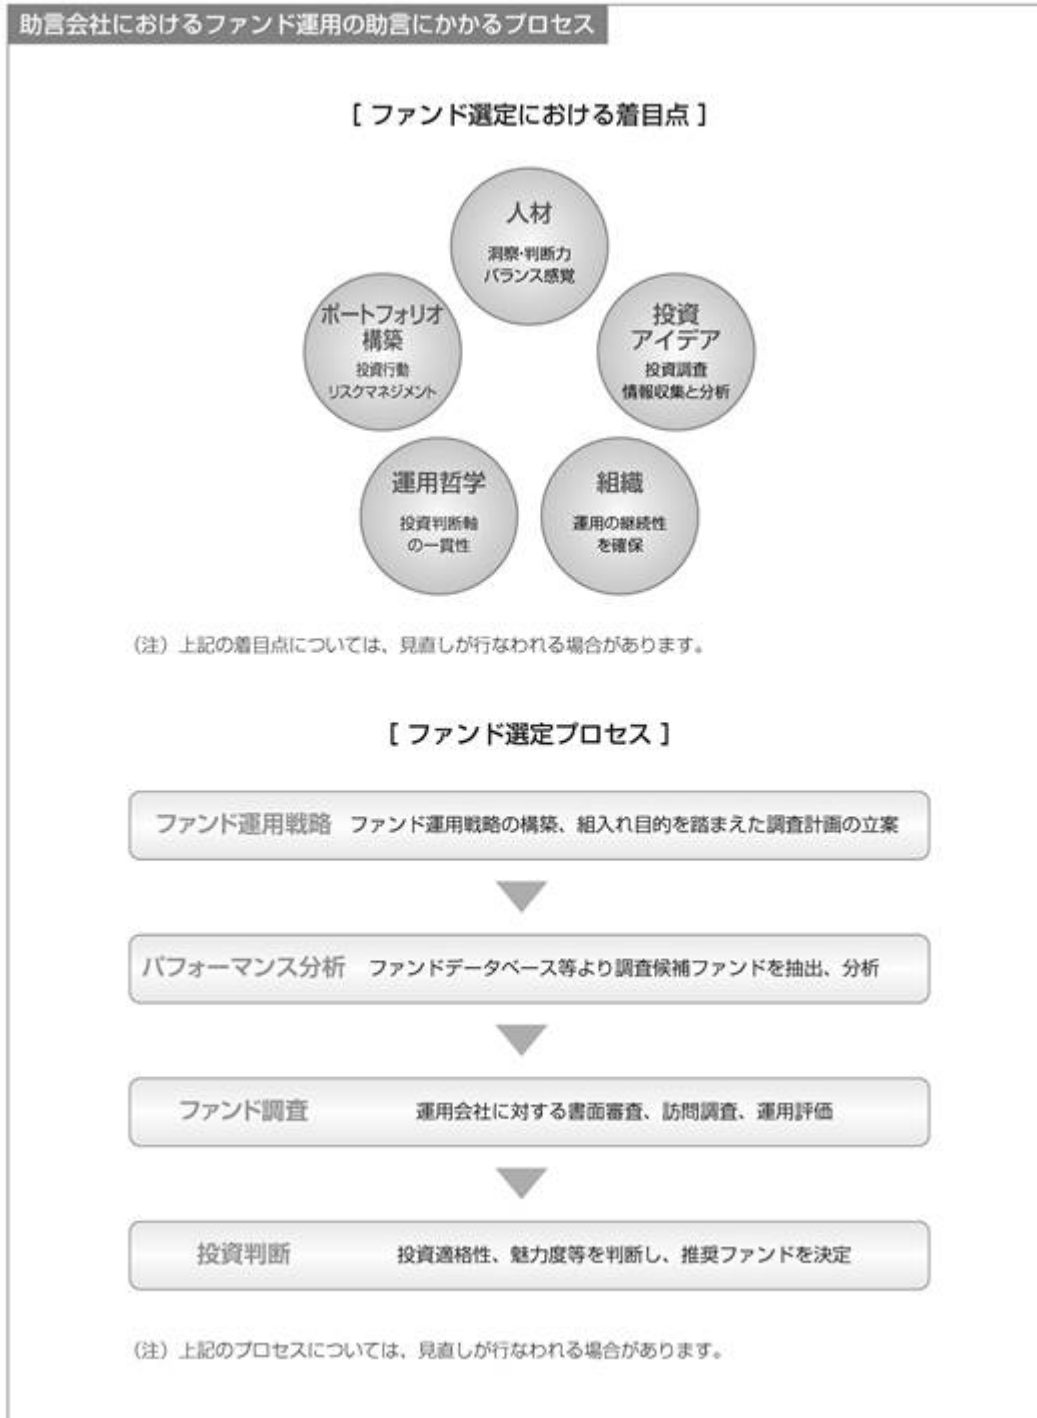 助言会社におけるファンド運用の助言にかかるプロセス
[ ファンド選定における着目点 ]
人材
洞察・判断力
バランス感覚
ポートフォリオ
構築
投資行動
リスクマネジメント
投資
アイデア
投資調査
情報収集と分析
運用哲学
投資判断軸
の一貫性
組織
運用の継続性
を確保
（注）上記の着目点については、見直しが行なわれる場合があります。
[ ファンド選定プロセス ]
ファンド運用戦略 ファンド運用戦略の構築、組入れ目的を踏まえた調査計画の立案
パフォーマンス分析 ファンドデータベース等より調査候補ファンドを抽出、分析
ファンド調査 運用会社に対する書面審査、訪問調査、運用評価
投資判断 投資適格性、魅力度等を判断し、推奨ファンドを決定
（注）上記のプロセスについては、見直しが行なわれる場合があります。